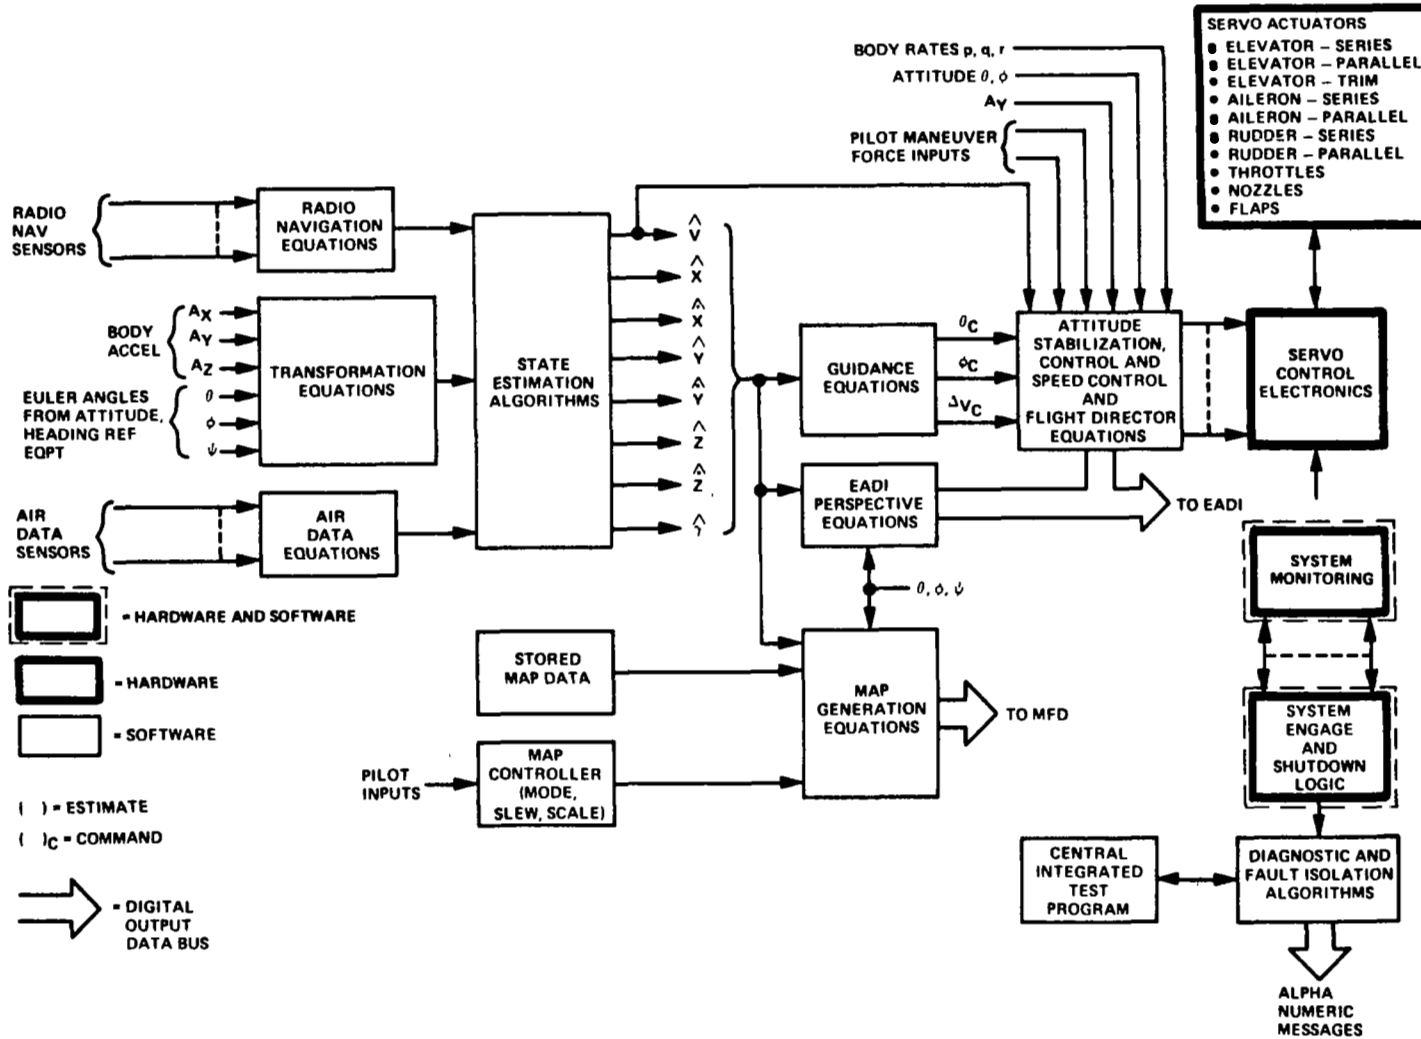 SERVO ACTUATORS
• ELEVATOR – SERIES
• ELEVATOR – PARALLEL
• ELEVATOR – TRIM
• AILERON – SERIES
• AILERON – PARALLEL
• RUDDER – SERIES
• RUDDER – PARALLEL
• THROTTLES
• NOZZLES
• FLAPS
BODY RATES p, q, r
ATTITUDE θ, ϕ
AY
PILOT MANEUVER
FORCE INPUTS
RADIO
NAV
SENSORS
RADIO
NAVIGATION
EQUATIONS
BODY
ACCEL
AX
AY
AZ
EULER ANGLES
FROM ATTITUDE,
HEADING REF
EQPT
θ
ϕ
ψ
TRANSFORMATION
EQUATIONS
AIR
DATA
SENSORS
AIR
DATA
EQUATIONS
STATE
ESTIMATION
ALGORITHMS
V̂
X̂
Ẋ̂
Ŷ
Ẏ̂
Ẑ
Ż̂
GUIDANCE
EQUATIONS
θC
ϕC
ΔVC
ATTITUDE
STABILIZATION,
CONTROL AND
SPEED CONTROL
AND
FLIGHT DIRECTOR
EQUATIONS
SERVO
CONTROL
ELECTRONICS
EADI
PERSPECTIVE
EQUATIONS
TO EADI
θ, ϕ, ψ
SYSTEM
MONITORING
STORED
MAP DATA
MAP
GENERATION
EQUATIONS
TO MFD
PILOT
INPUTS
MAP
CONTROLLER
(MODE,
SLEW, SCALE)
SYSTEM
ENGAGE
AND
SHUTDOWN
LOGIC
CENTRAL
INTEGRATED
TEST
PROGRAM
DIAGNOSTIC AND
FAULT ISOLATION
ALGORITHMS
ALPHA
NUMERIC
MESSAGES
= HARDWARE AND SOFTWARE
= HARDWARE
= SOFTWARE
( ) = ESTIMATE
( )C = COMMAND
= DIGITAL
OUTPUT
DATA BUS